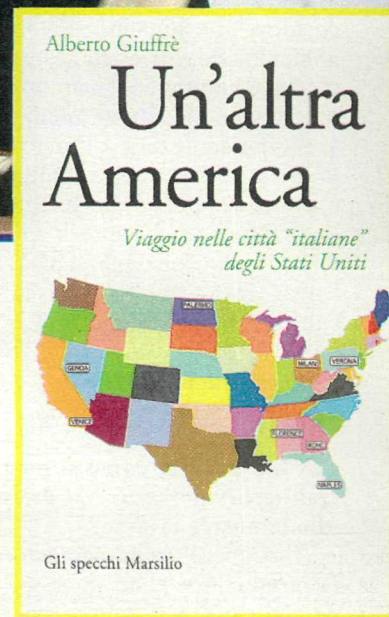 Alberto Giuffrè
Un'altra
America
Viaggio nelle città "italiane"
degli Stati Uniti
PALERMO
GENOA
MILAN
VERONA
VENICE
FLORENCE
ROME
NAPLES
Gli specchi Marsilio